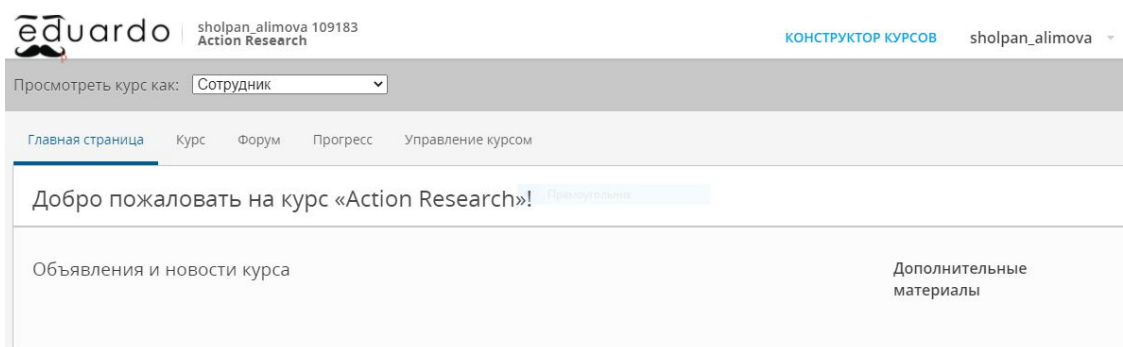 eduardo
sholpan_alimova 109183
Action Research
КОНСТРУКТОР КУРСОВ
sholpan_alimova
Просмотреть курс как: Сотрудник
Главная страница Курс Форум Прогресс Управление курсом
Добро пожаловать на курс «Action Research»!
Прямоугольник
Объявления и новости курса
Дополнительные
материалы